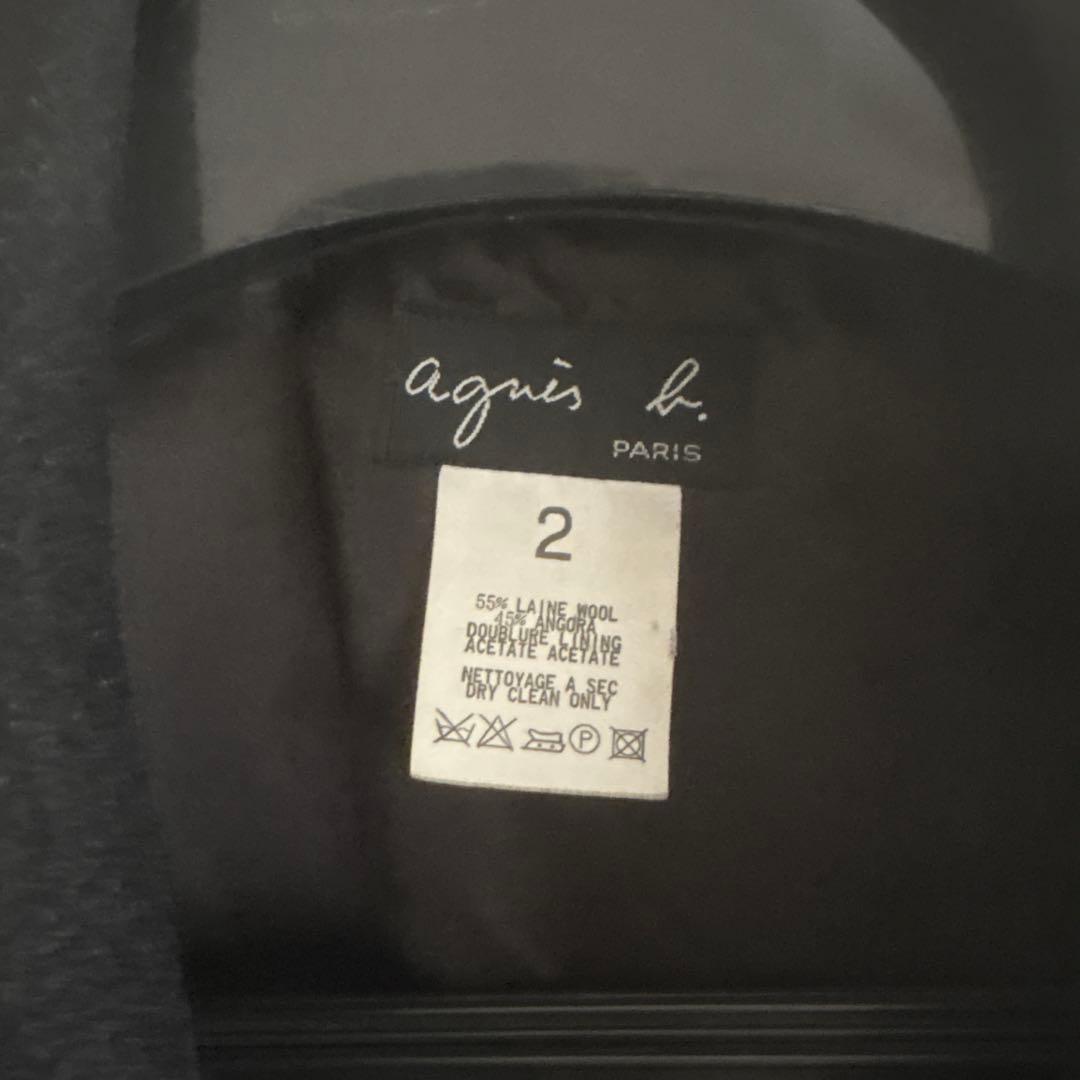 agnès b.
PARIS
2
55% LAINE WOOL
45% ANGORA
DOUBLURE LINING
ACETATE ACETATE
NETTOYAGE A SEC
DRY CLEAN ONLY
P